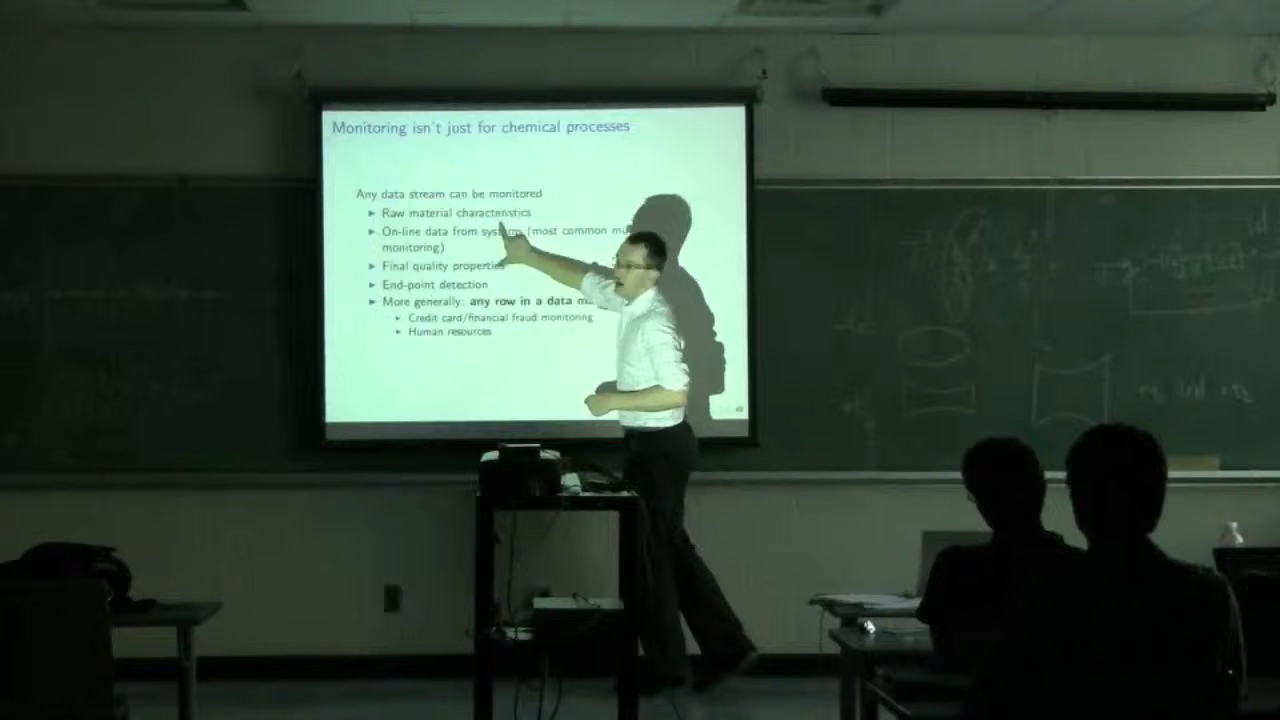 Monitoring isn't just for chemical processes
Any data stream can be monitored
▶ Raw material characteristics
▶ On-line data from (most common
monitoring)
▶ Final quality properties
▶ End-point detection
▶ More generally: any row in a data
▶ Credit card/financial fraud monitoring
▶ Human resources